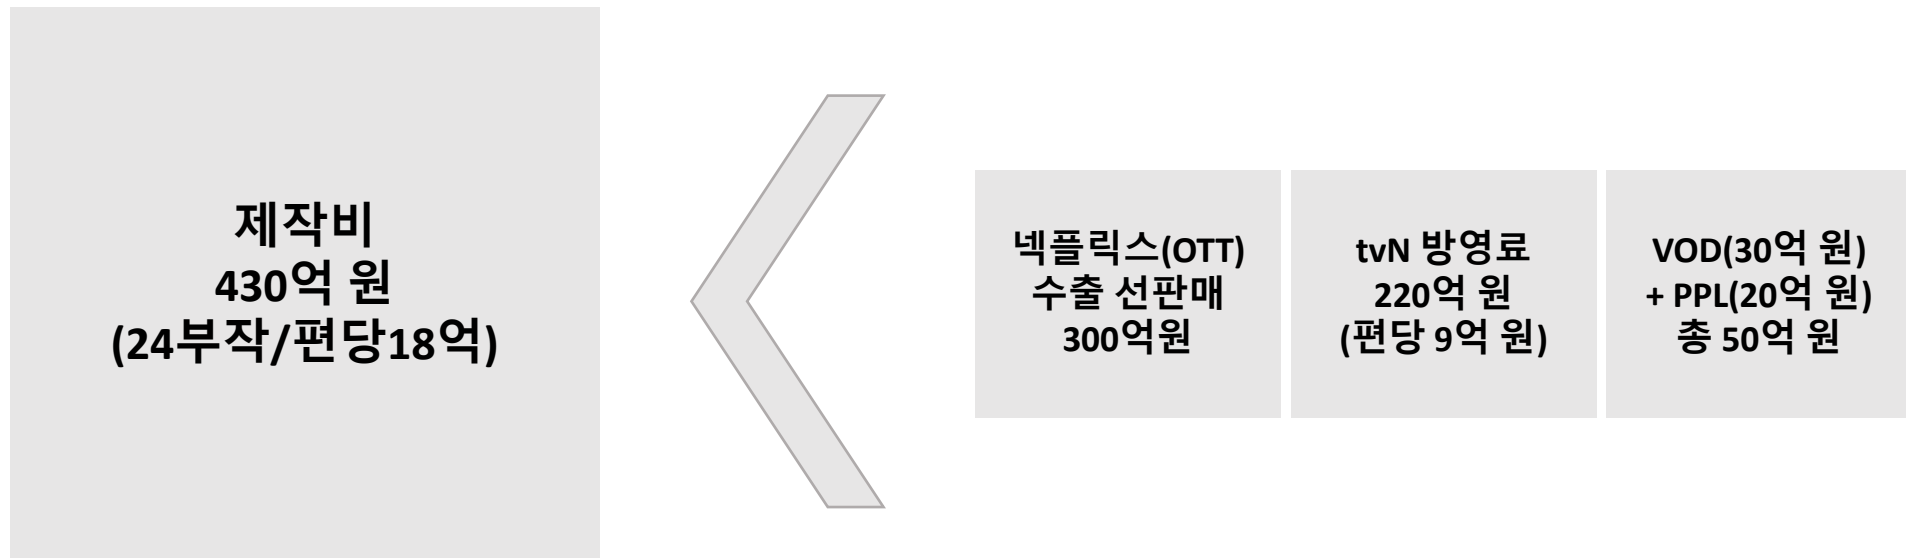 제작비
430억 원
(24부작/편당18억)
넥플릭스(OTT)
수출 선판매
300억원
tvN 방영료
220억 원
(편당 9억 원)
VOD(30억 원)
+ PPL(20억 원)
총 50억 원